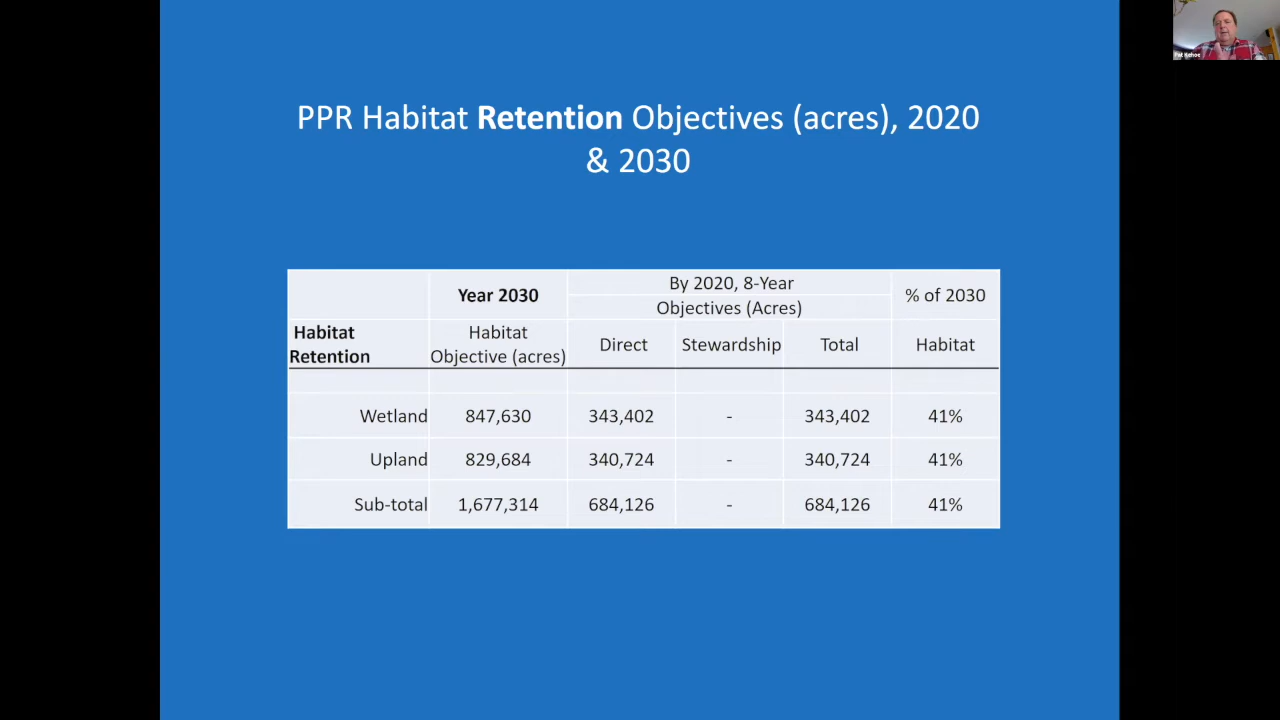 PPR Habitat Retention Objectives (acres), 2020
& 2030
Year 2030
By 2020, 8-Year
Objectives (Acres)
% of 2030
Habitat
Retention
Habitat
Objective (acres)
Direct
Stewardship
Total
Habitat
Wetland 847,630 343,402 - 343,402 41%
Upland 829,684 340,724 - 340,724 41%
Sub-total 1,677,314 684,126 - 684,126 41%
Pat Kehoe